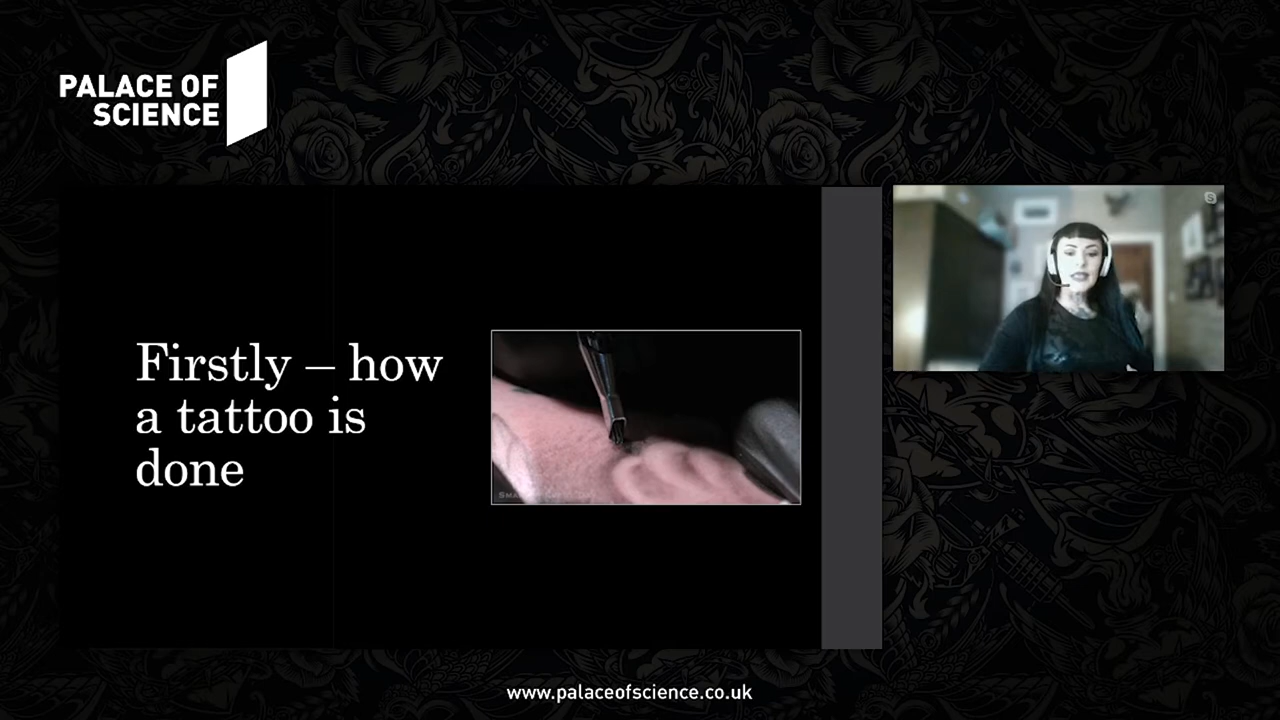 PALACE OF
SCIENCE
Firstly – how
a tattoo is
done
www.palaceofscience.co.uk